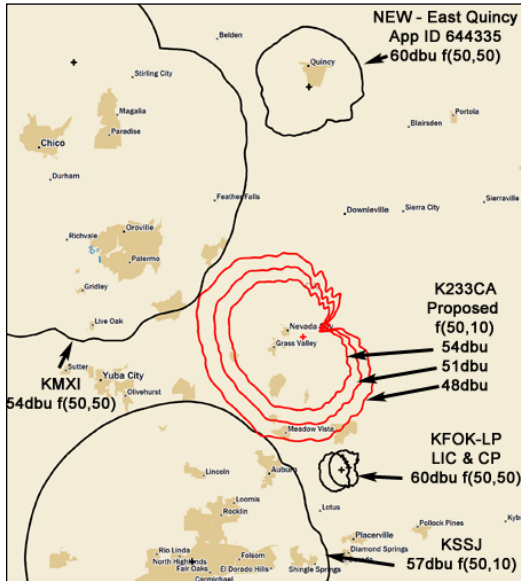 NEW - East Quincy
App ID 644335
60dbu f(50,50)
Belden
Quincy
Stirling City
Magalia
Paradise
Chico
Durham
Portola
Blairsden
Feather Falls
Downieville
Sierra City
Sierraville
Richvale
Oroville
Palermo
Gridley
Live Oak
K233CA
Proposed
f(50,10)
54dbu
51dbu
48dbu
Nevada City
Grass Valley
Sutter
KMXI
54dbu f(50,50)
Yuba City
Olivehurst
Meadow Vista
KFOK-LP
LIC & CP
60dbu f(50,50)
Lincoln
Auburn
Loomis
Rocklin
Lotus
Placerville
Pollock Pines
Diamond Springs
KSSJ
57dbu f(50,10)
Rio Linda
North Highlands
Fair Oaks
Folsom
El Dorado Hills
Shingle Springs
Carmichael